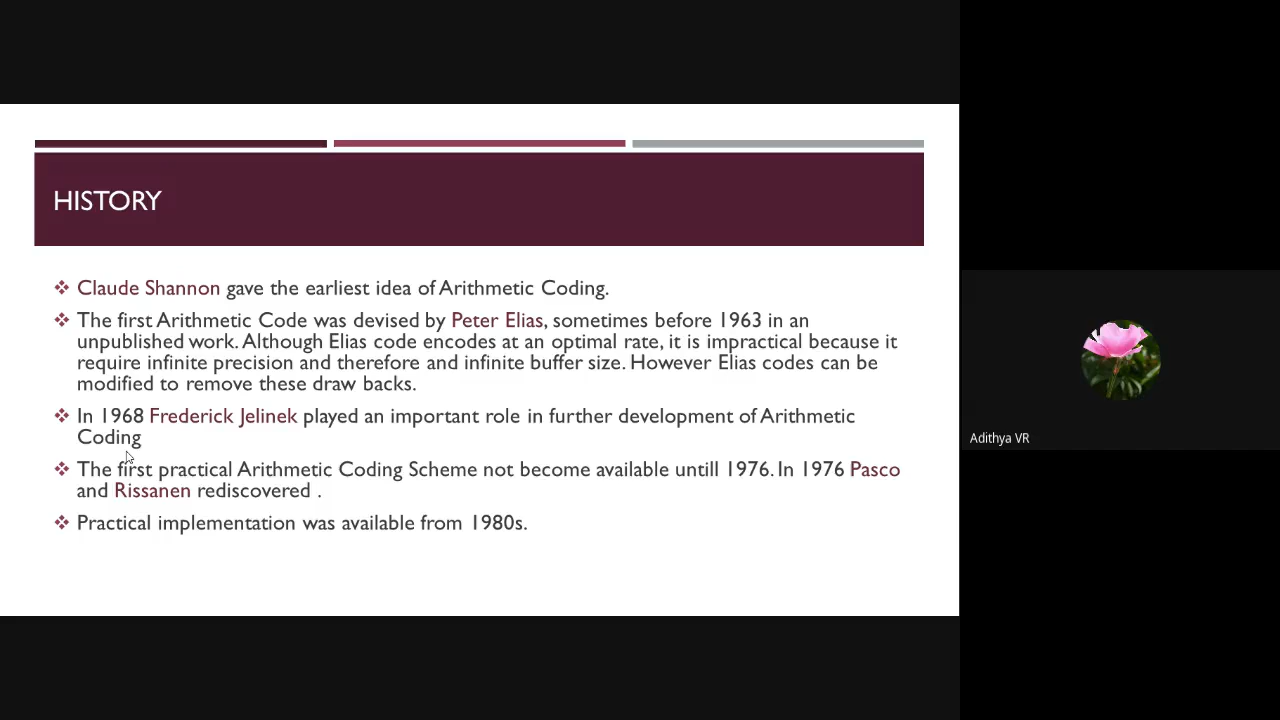 HISTORY
❖ Claude Shannon gave the earliest idea of Arithmetic Coding.
❖ The first Arithmetic Code was devised by Peter Elias, sometimes before 1963 in an
unpublished work. Although Elias code encodes at an optimal rate, it is impractical because it
require infinite precision and therefore and infinite buffer size. However Elias codes can be
modified to remove these draw backs.
❖ In 1968 Frederick Jelinek played an important role in further development of Arithmetic
Coding
❖ The first practical Arithmetic Coding Scheme not become available untill 1976. In 1976 Pasco
and Rissanen rediscovered .
❖ Practical implementation was available from 1980s.
Adithya VR